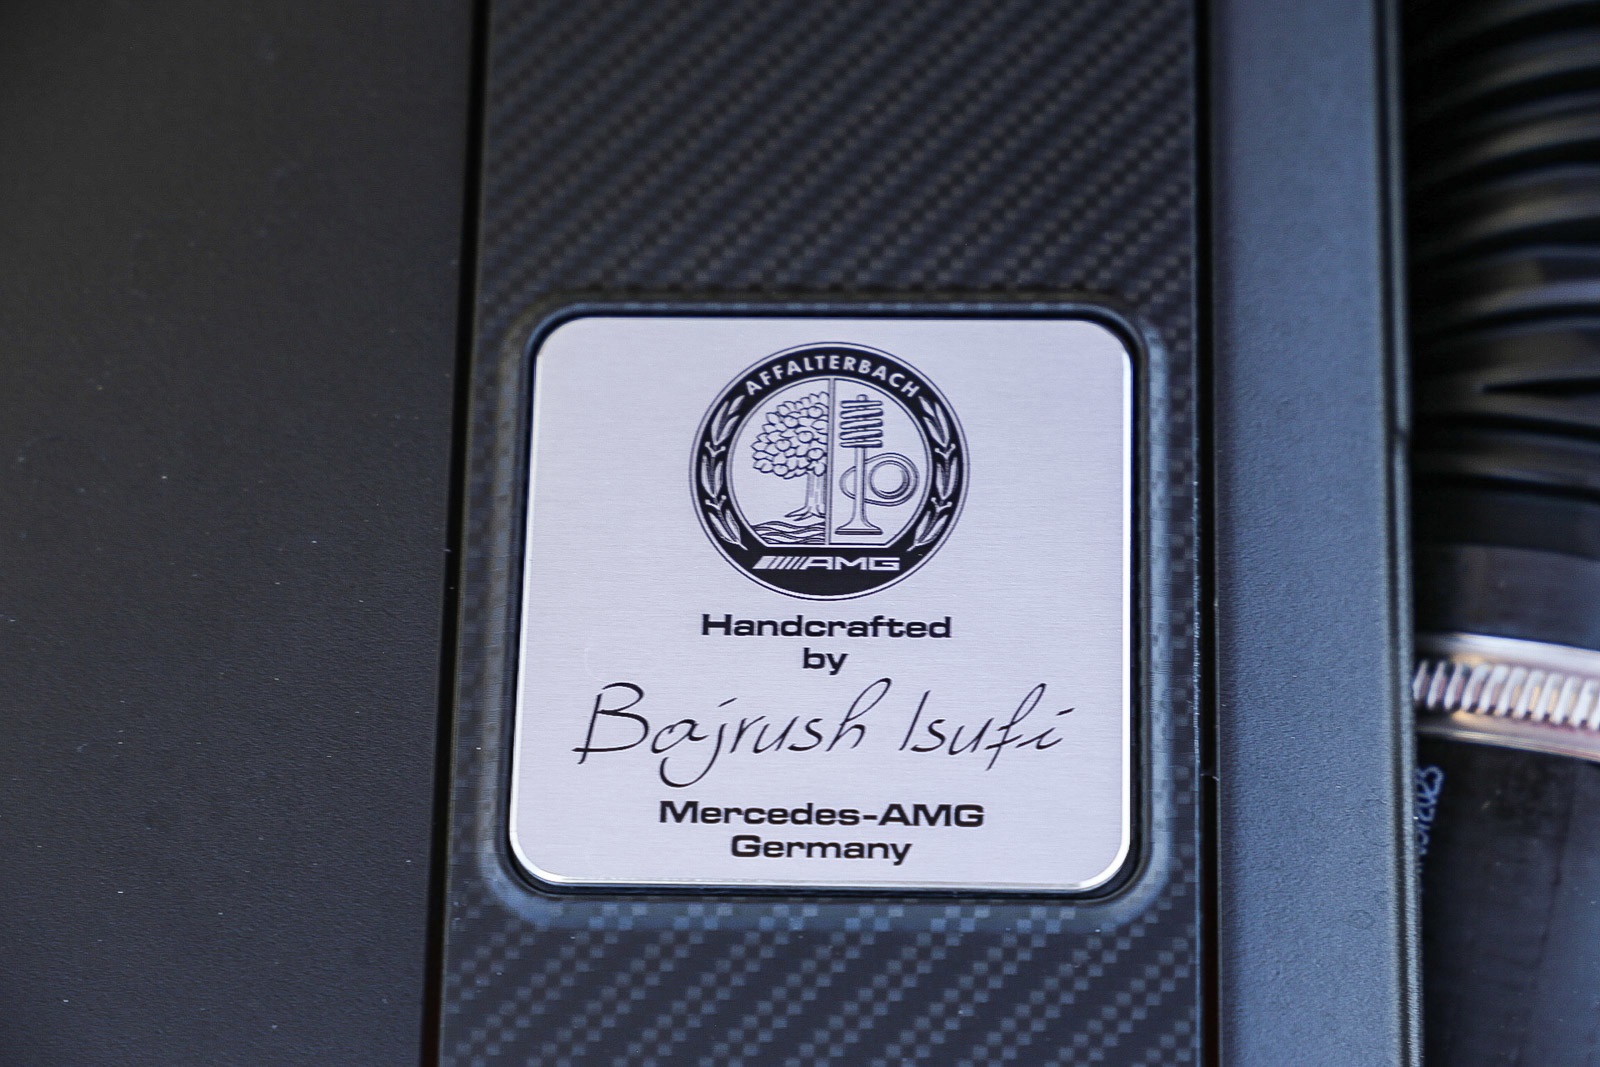 AFFALTERBACH
AMG
Handcrafted
by
Bajrush Isufi
Mercedes-AMG
Germany